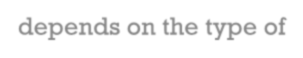 depends on the type of